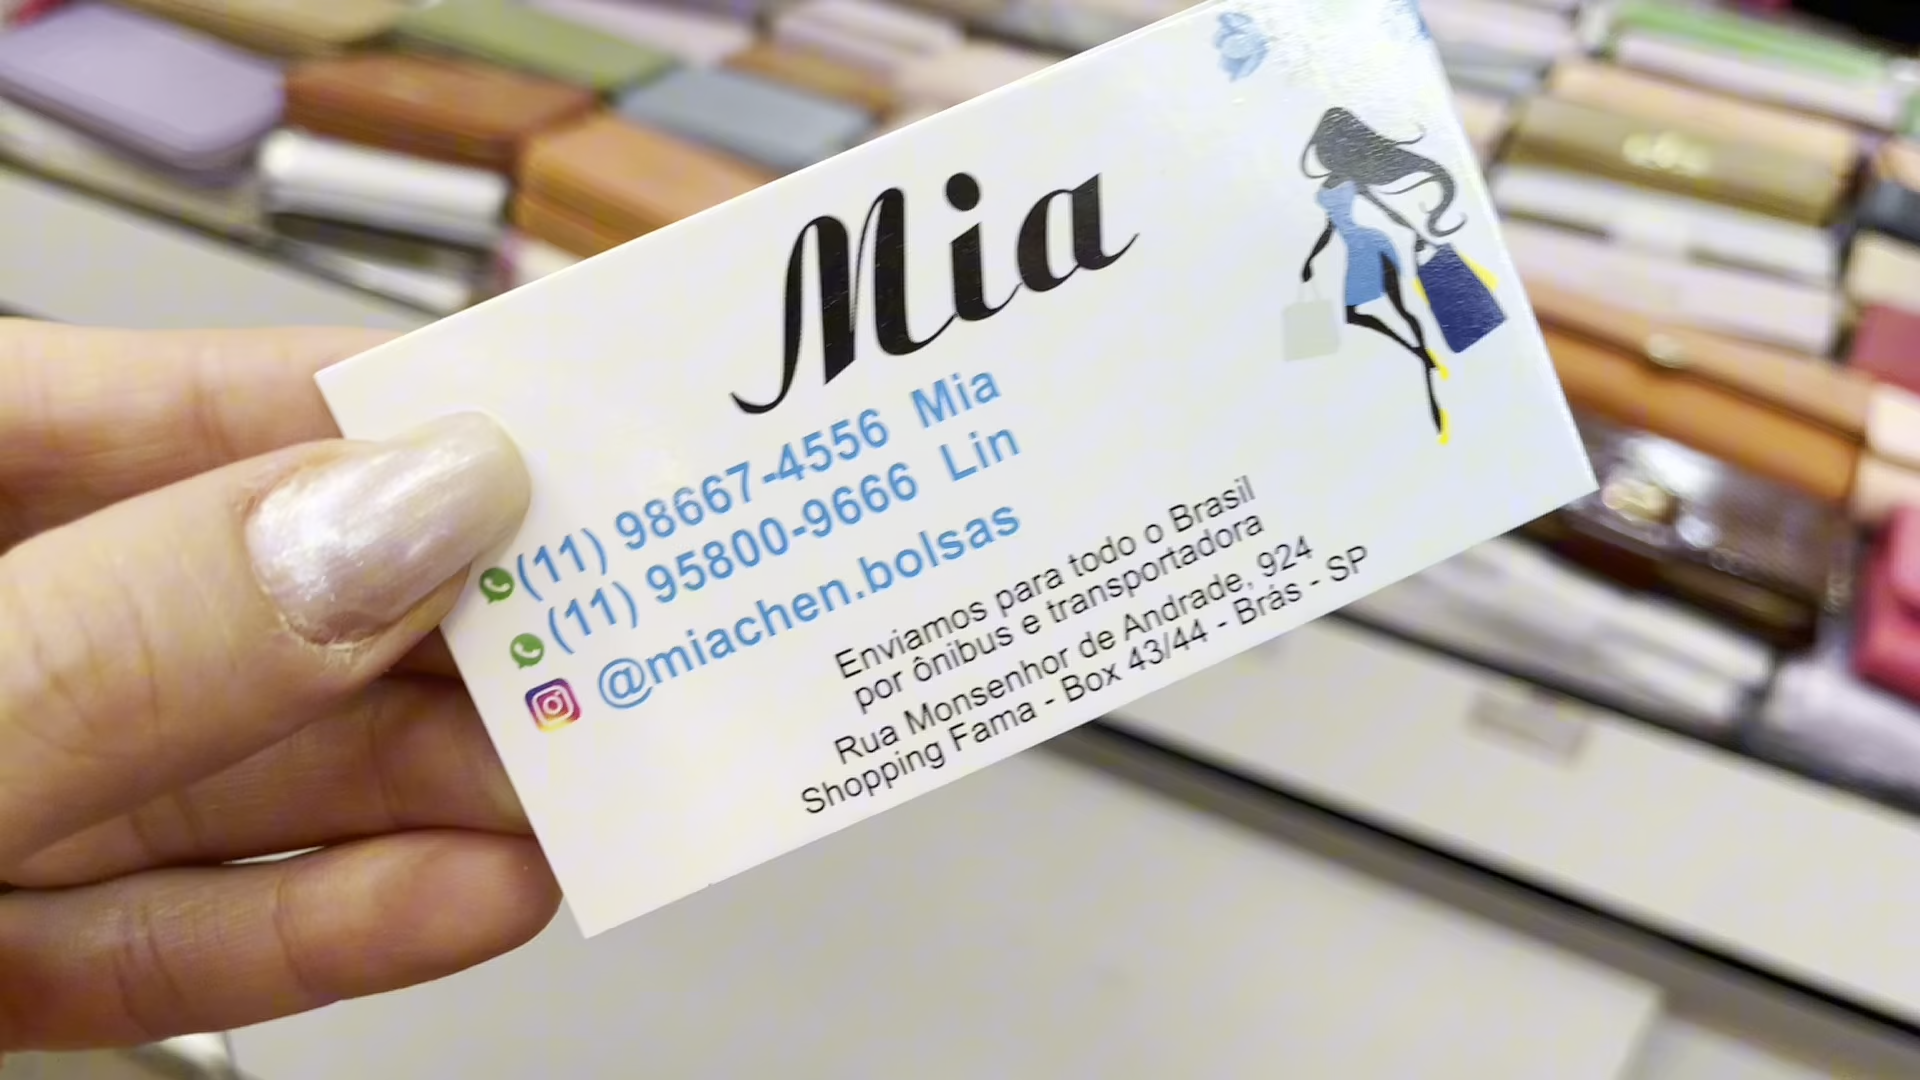 Mia
(11) 98667-4556 Mia
(11) 95800-9666 Lin
@miachen.bolsas
Enviamos para todo o Brasil
por ônibus e transportadora
Rua Monsenhor de Andrade, 924
Shopping Fama - Box 43/44 - Brás - SP